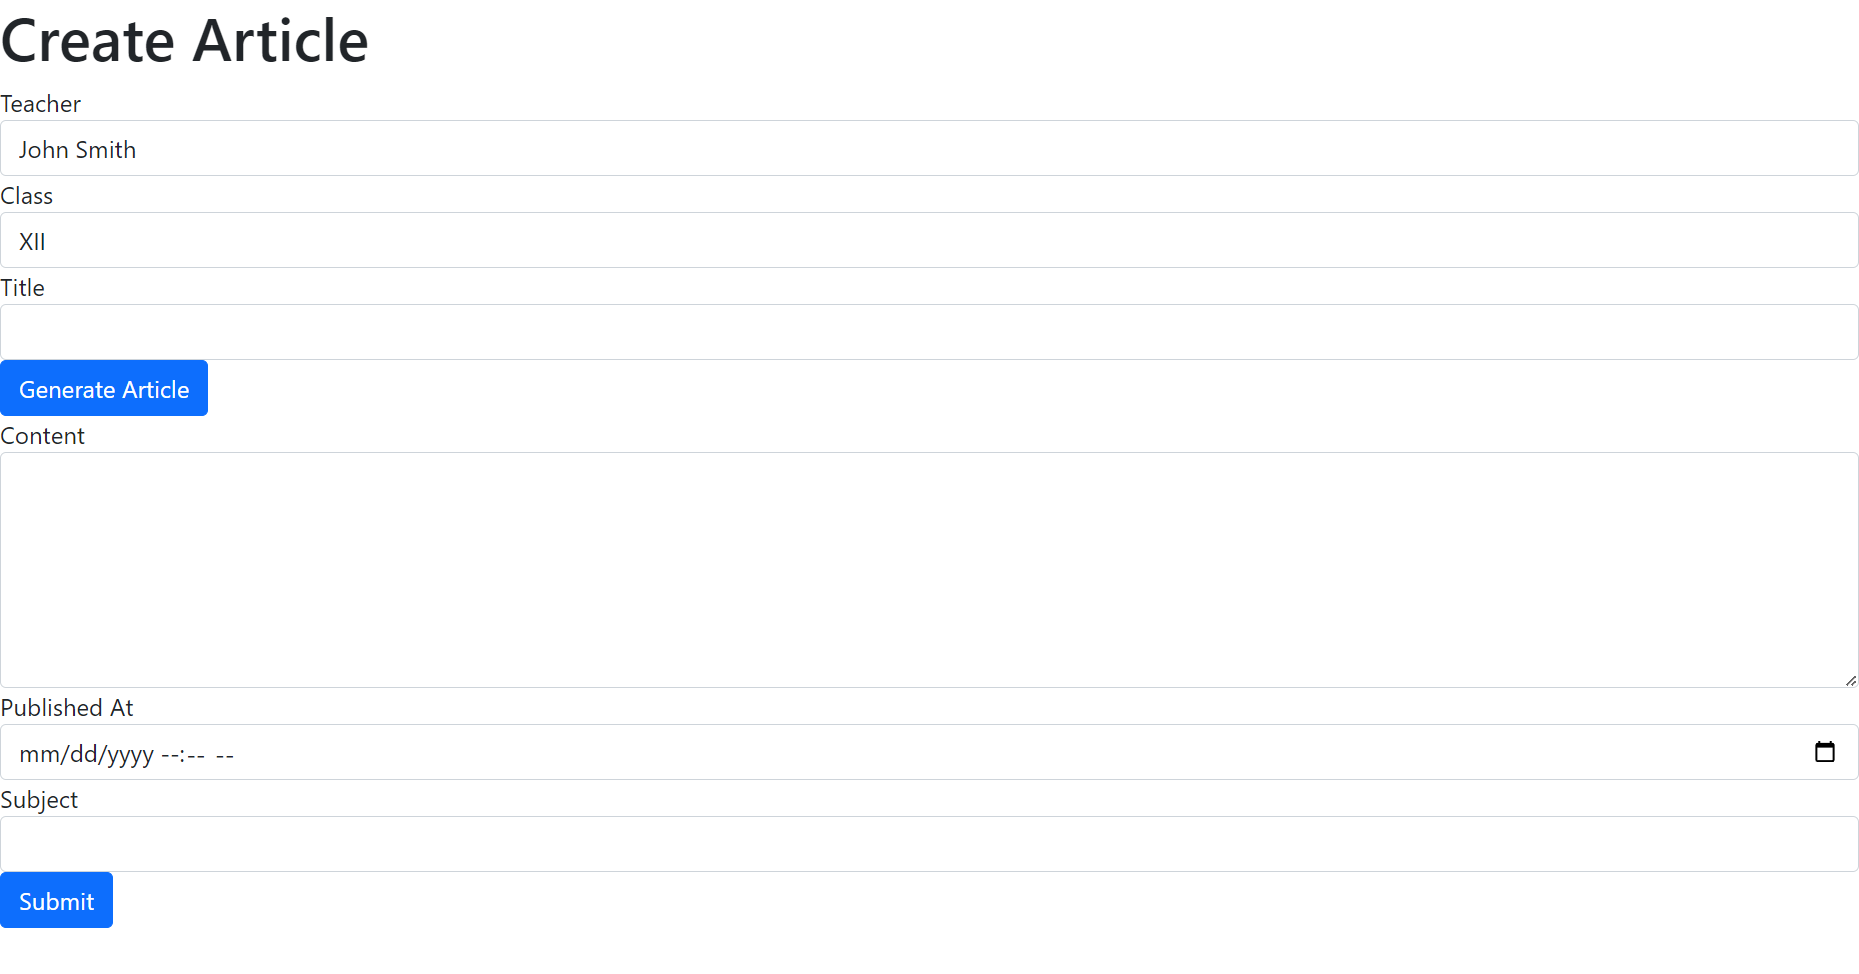 Create Article
Teacher
John Smith
Class
XII
Title
Generate Article
Content
Published At
mm/dd/yyyy --:-- --
Subject
Submit